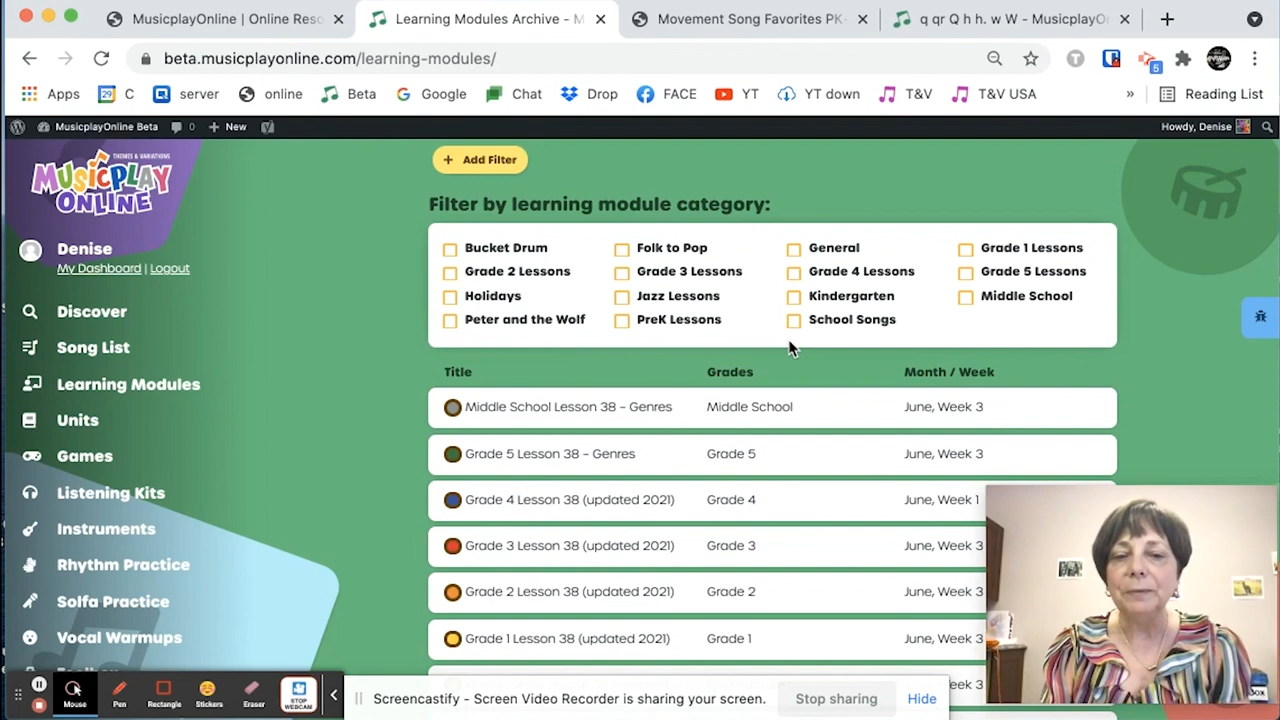 MusicplayOnline | Online Reso
Learning Modules Archive - M
Movement Song Favorites PK-
q qr Q h h. w W - MusicplayO
beta.musicplayonline.com/learning-modules/
T
5
Apps
29
C
server
online
Beta
Google
Chat
Drop
FACE
YT
YT down
T&V
T&V USA
»
Reading List
MusicplayOnline Beta
0
+ New
Howdy, Denise
THEMES & VARIATIONS
MUSICPLAY
ONLINE
Denise
My Dashboard | Logout
Discover
Song List
Learning Modules
Units
Games
Listening Kits
Instruments
Rhythm Practice
Solfa Practice
Vocal Warmups
+ Add Filter
Filter by learning module category:
Bucket Drum Folk to Pop General Grade 1 Lessons
Grade 2 Lessons Grade 3 Lessons Grade 4 Lessons Grade 5 Lessons
Holidays Jazz Lessons Kindergarten Middle School
Peter and the Wolf PreK Lessons School Songs
Title Grades Month / Week
Middle School Lesson 38 – Genres Middle School June, Week 3
Grade 5 Lesson 38 – Genres Grade 5 June, Week 3
Grade 4 Lesson 38 (updated 2021) Grade 4 June, Week 1
Grade 3 Lesson 38 (updated 2021) Grade 3 June, Week 3
Grade 2 Lesson 38 (updated 2021) Grade 2 June, Week 3
Grade 1 Lesson 38 (updated 2021) Grade 1 June, Week 3
Mouse
Pen
Rectangle
Stickers
Eraser
STOP WEBCAM
Screencastify - Screen Video Recorder is sharing your screen.
Stop sharing
Hide